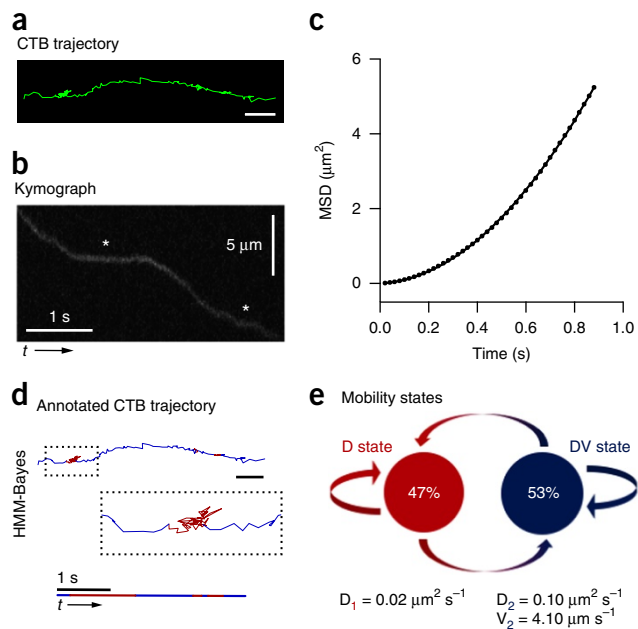 a
CTB trajectory
b
Kymograph
*
5 μm
*
1 s
t
c
MSD (μm²)
6
4
2
0
0.0 0.2 0.4 0.6 0.8 1.0
Time (s)
d
Annotated CTB trajectory
HMM-Bayes
1 s
t
e
Mobility states
D state
DV state
47%
53%
D₁ = 0.02 μm² s⁻¹
D₂ = 0.10 μm² s⁻¹
V₂ = 4.10 μm s⁻¹